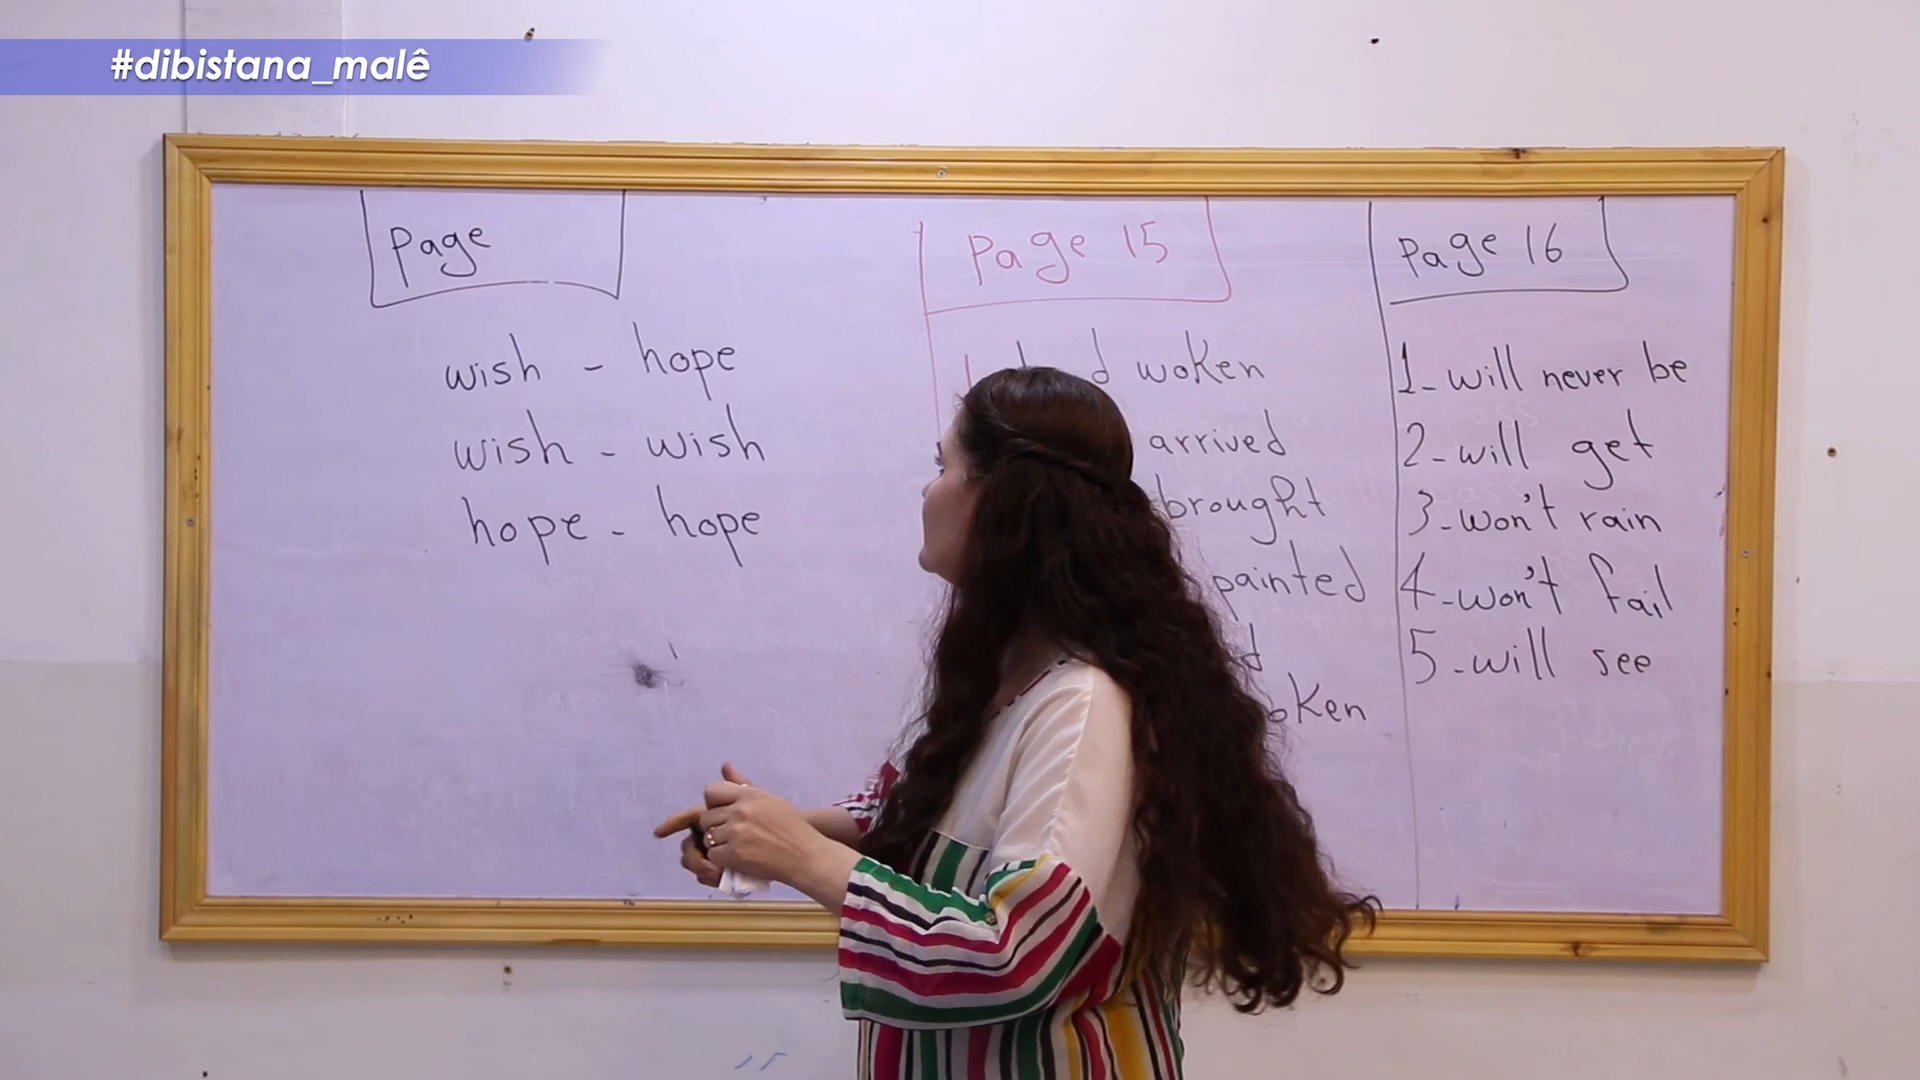 #dibistana_malê
Page
wish - hope
wish - wish
hope - hope
Page 15
woken
arrived
brought
painted
Page 16
1- will never be
2- will get
3- won't rain
4- won't fail
5- will see